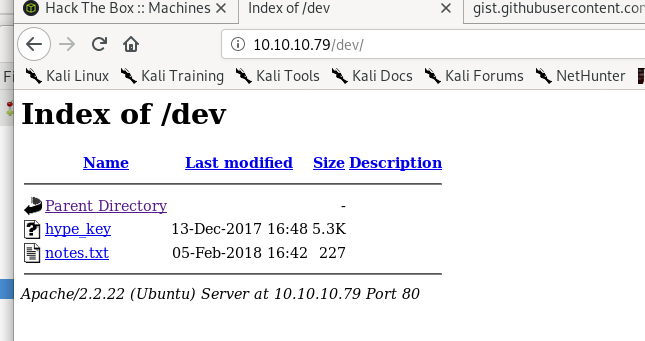 Hack The Box :: Machines
Index of /dev
gist.githubusercontent.com
10.10.10.79/dev/
Kali Linux Kali Training Kali Tools Kali Docs Kali Forums NetHunter
Index of /dev
Name Last modified Size Description
Parent Directory -
hype_key 13-Dec-2017 16:48 5.3K
notes.txt 05-Feb-2018 16:42 227
Apache/2.2.22 (Ubuntu) Server at 10.10.10.79 Port 80